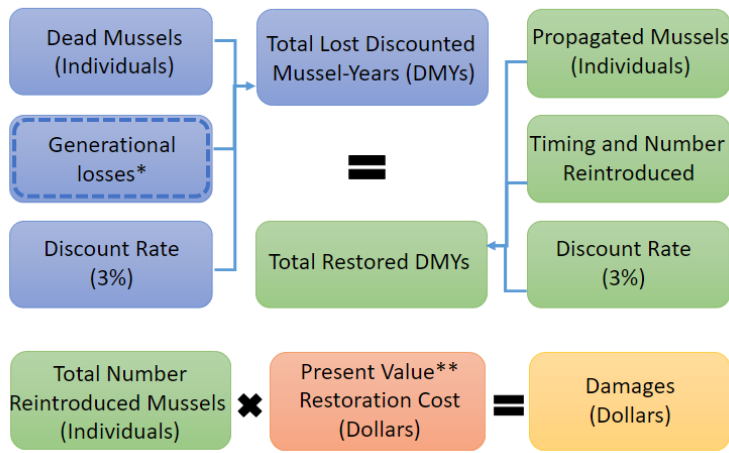 Dead Mussels
(Individuals)
Total Lost Discounted
Mussel-Years (DMYs)
Propagated Mussels
(Individuals)
Generational
losses*
=
Timing and Number
Reintroduced
Discount Rate
(3%)
Total Restored DMYs
Discount Rate
(3%)
Total Number
Reintroduced Mussels
(Individuals)
×
Present Value**
Restoration Cost
(Dollars)
=
Damages
(Dollars)